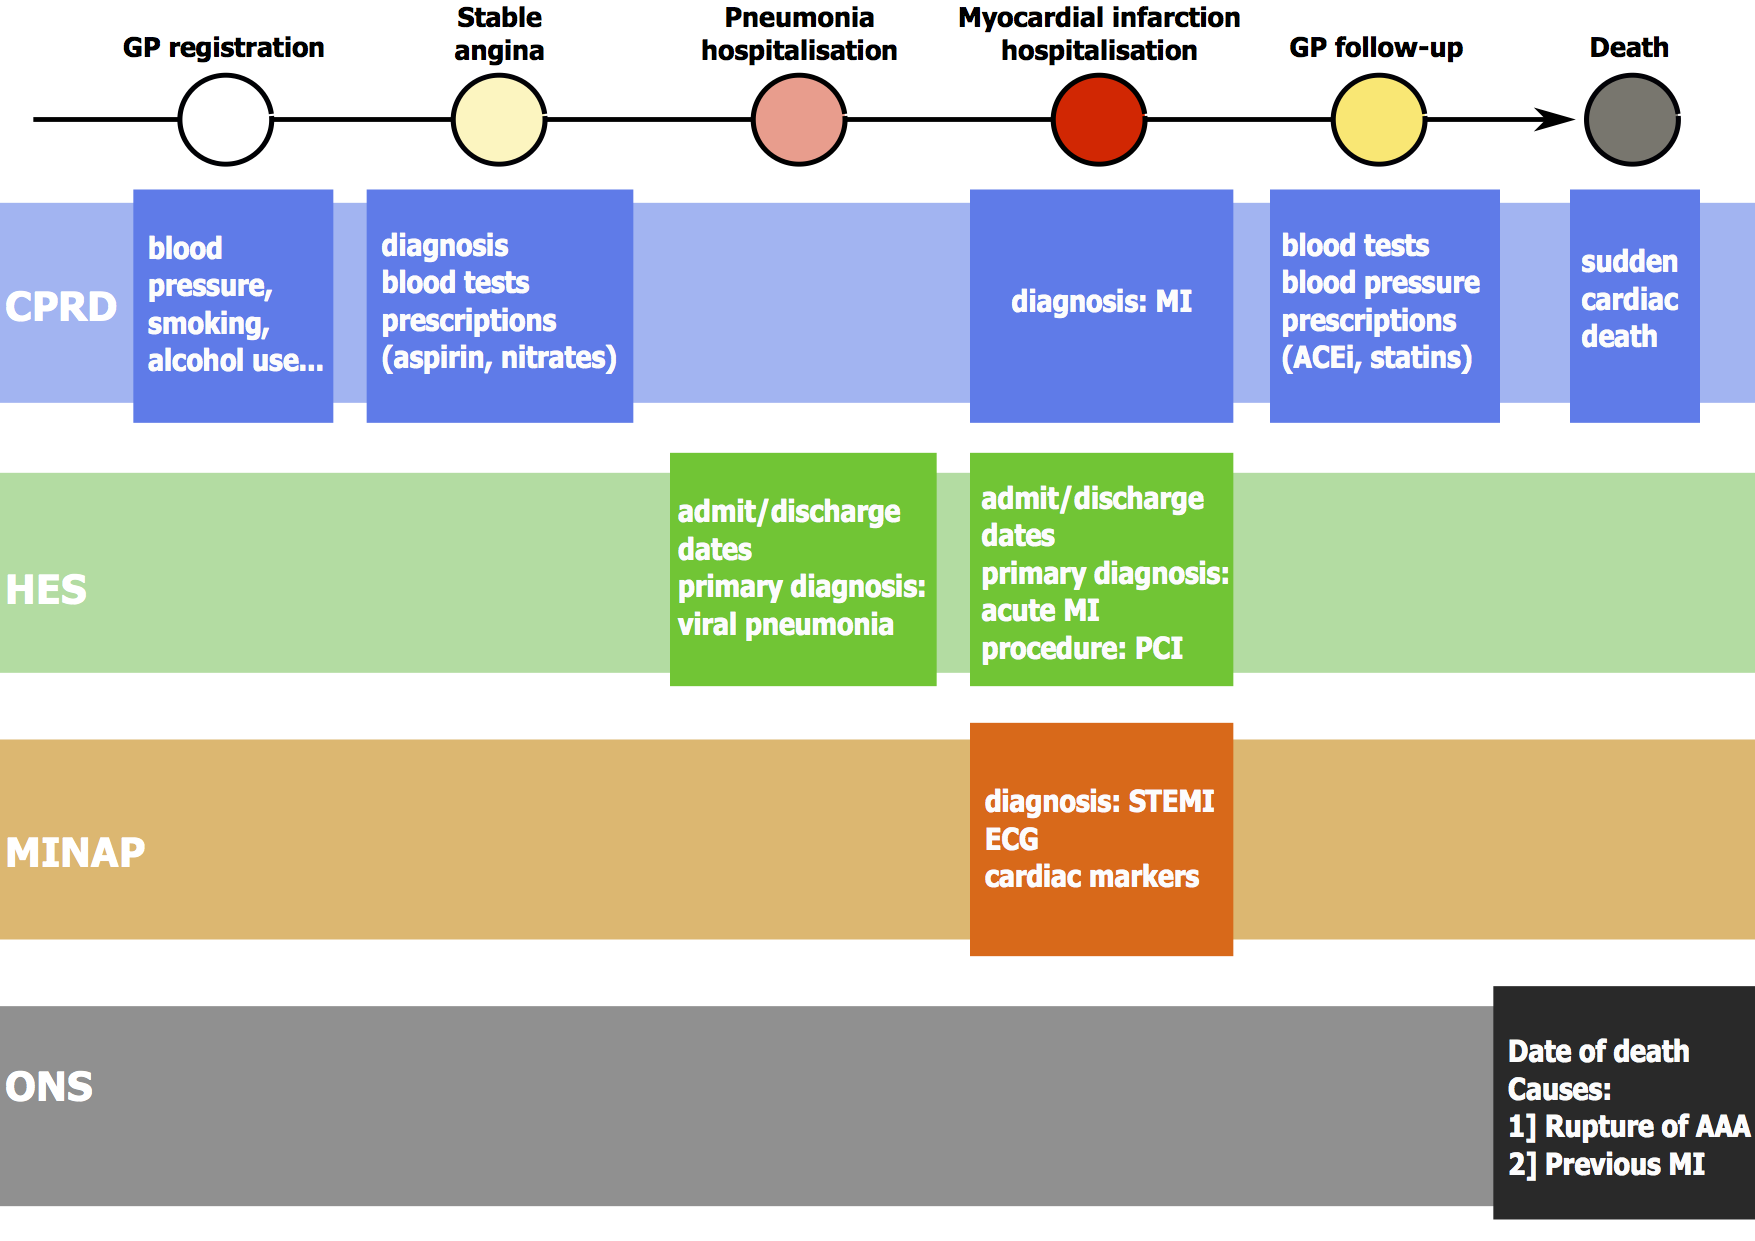 GP registration
Stable
angina
Pneumonia
hospitalisation
Myocardial infarction
hospitalisation
GP follow-up
Death
CPRD
blood
pressure,
smoking,
alcohol use...
diagnosis
blood tests
prescriptions
(aspirin, nitrates)
diagnosis: MI
blood tests
blood pressure
prescriptions
(ACEi, statins)
sudden
cardiac
death
HES
admit/discharge
dates
primary diagnosis:
viral pneumonia
admit/discharge
dates
primary diagnosis:
acute MI
procedure: PCI
MINAP
diagnosis: STEMI
ECG
cardiac markers
ONS
Date of death
Causes:
1] Rupture of AAA
2] Previous MI